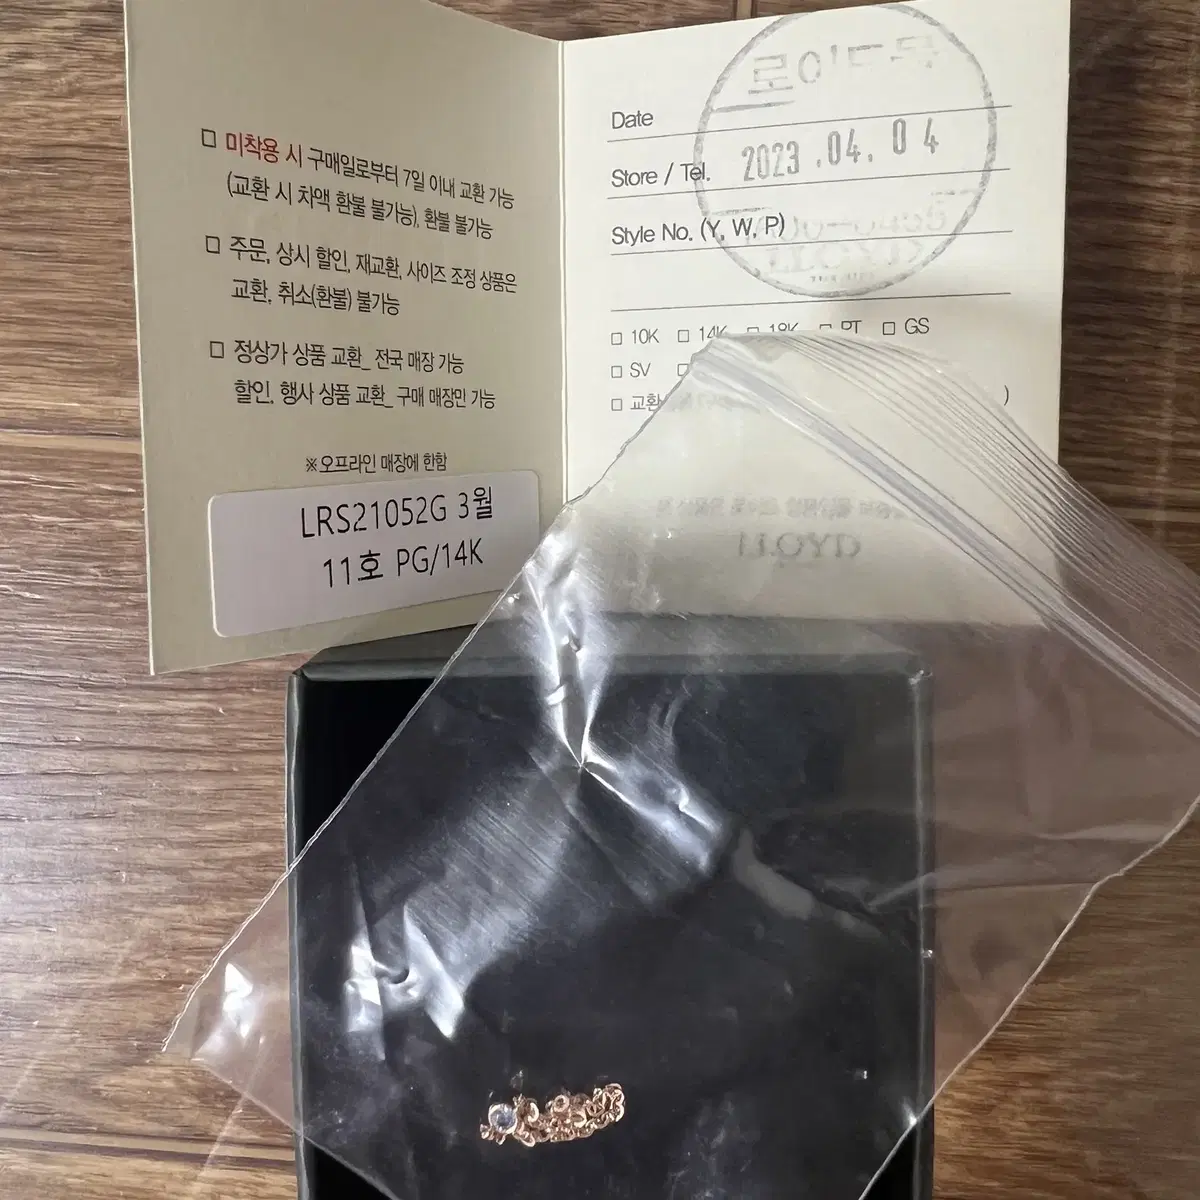 □ 미착용 시 구매일로부터 7일 이내 교환 가능
(교환 시 차액 환불 불가능), 환불 불가능
□ 주문, 상시 할인, 재교환, 사이즈 조정 상품은
교환, 취소(환불) 불가능
□ 정상가 상품 교환_ 전국 매장 가능
할인, 행사 상품 교환_ 구매 매장만 가능
※오프라인 매장에 한함
LRS21052G 3월
11호 PG/14K
Date
2023.04.04
Store / Tel.
Style No. (Y, W, P)
□ 10K □ 14K □ 18K □ PT □ GS
□ SV □
□ 교환 )
LLOYD